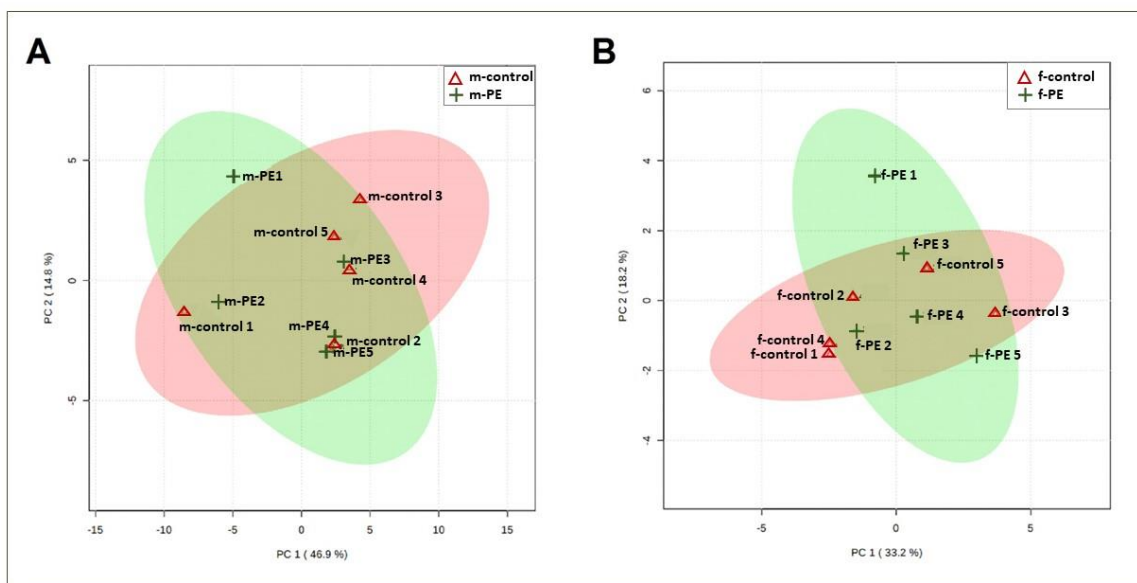 A
m-control
m-PE
5
0
-5
PC 2 ( 14.8 %)
m-PE1
m-control 3
m-control 5
m-PE3
m-control 4
m-PE2
m-control 1
m-PE4
m-control 2
m-PE5
-15
-10
-5
0
5
10
15
PC 1 ( 46.9 %)
B
f-control
f-PE
6
4
2
0
-2
-4
PC 2 ( 18.2 %)
f-PE 1
f-PE 3
f-control 5
f-control 2
f-PE 4
f-control 3
f-control 4
f-PE 2
f-control 1
f-PE 5
-5
0
5
PC 1 ( 33.2 %)